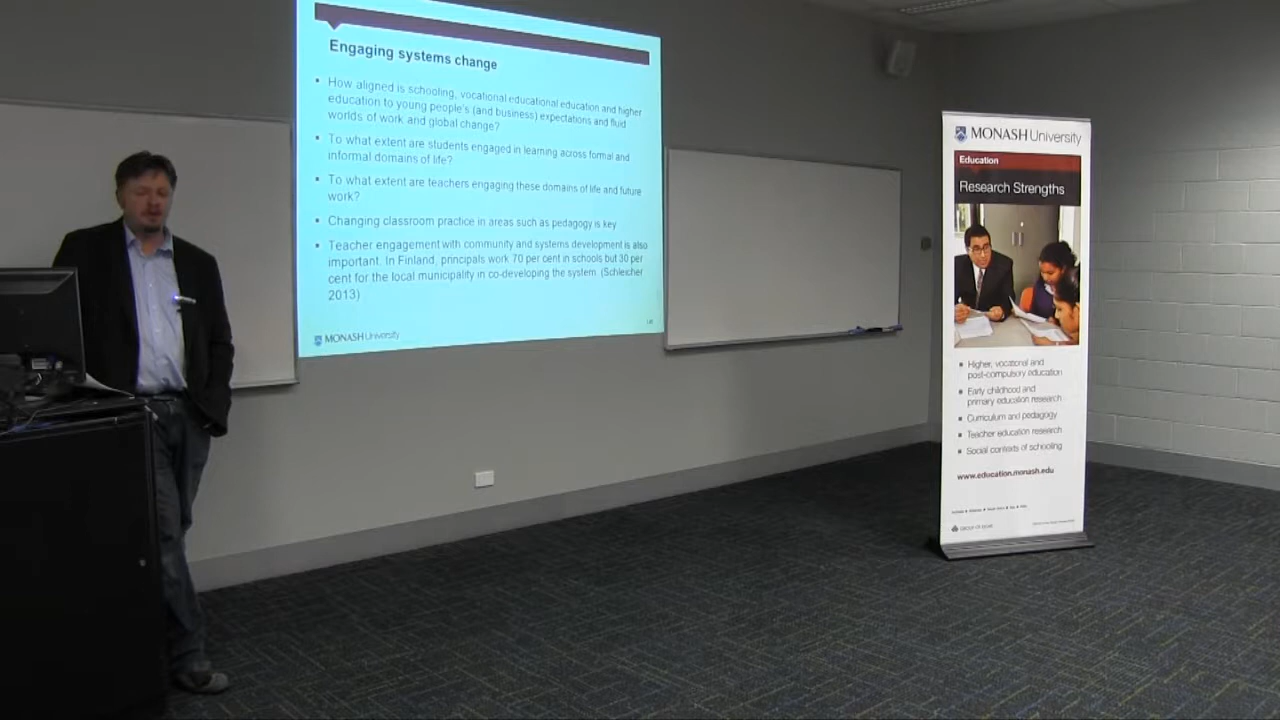 Engaging systems change
• How aligned is schooling, vocational educational education and higher
education to young people's (and business) expectations and fluid
worlds of work and global change?
• To what extent are students engaged in learning across formal and
informal domains of life?
• To what extent are teachers engaging these domains of life and future
work?
• Changing classroom practice in areas such as pedagogy is key
• Teacher engagement with community and systems development is also
important. In Finland, principals work 70 per cent in schools but 30 per
cent for the local municipality in co-developing the system. (Schleicher
2013)
MONASH University
MONASH University
Education
Research Strengths
▪ Higher, vocational and
post-compulsory education
▪ Early childhood and
primary education research
▪ Curriculum and pedagogy
▪ Teacher education research
▪ Social contexts of schooling
www.education.monash.edu